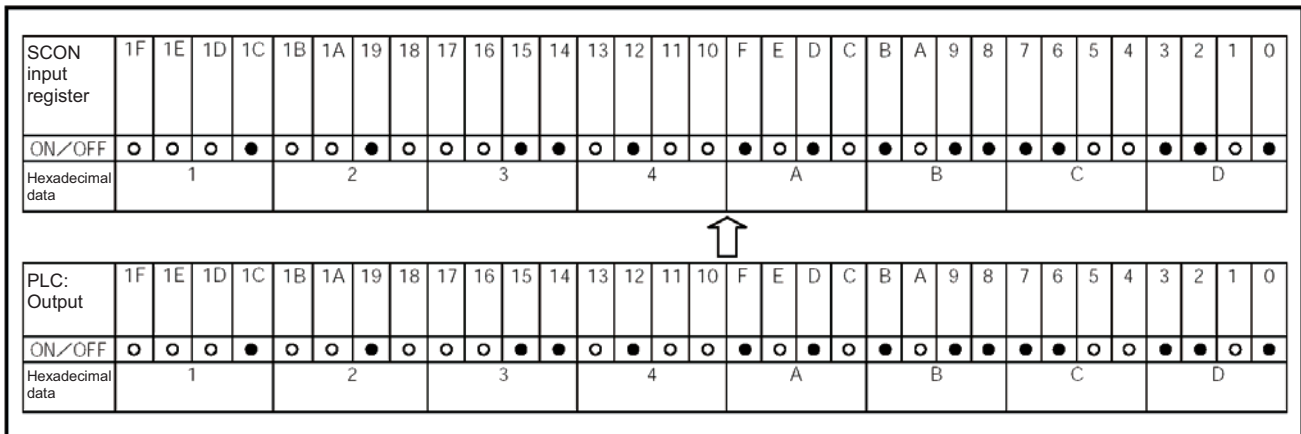 SCON input register 1F 1E 1D 1C 1B 1A 19 18 17 16 15 14 13 12 11 10 F E D C B A 9 8 7 6 5 4 3 2 1 0
ON/OFF
Hexadecimal data 1 2 3 4 A B C D
PLC: Output 1F 1E 1D 1C 1B 1A 19 18 17 16 15 14 13 12 11 10 F E D C B A 9 8 7 6 5 4 3 2 1 0
ON/OFF
Hexadecimal data 1 2 3 4 A B C D